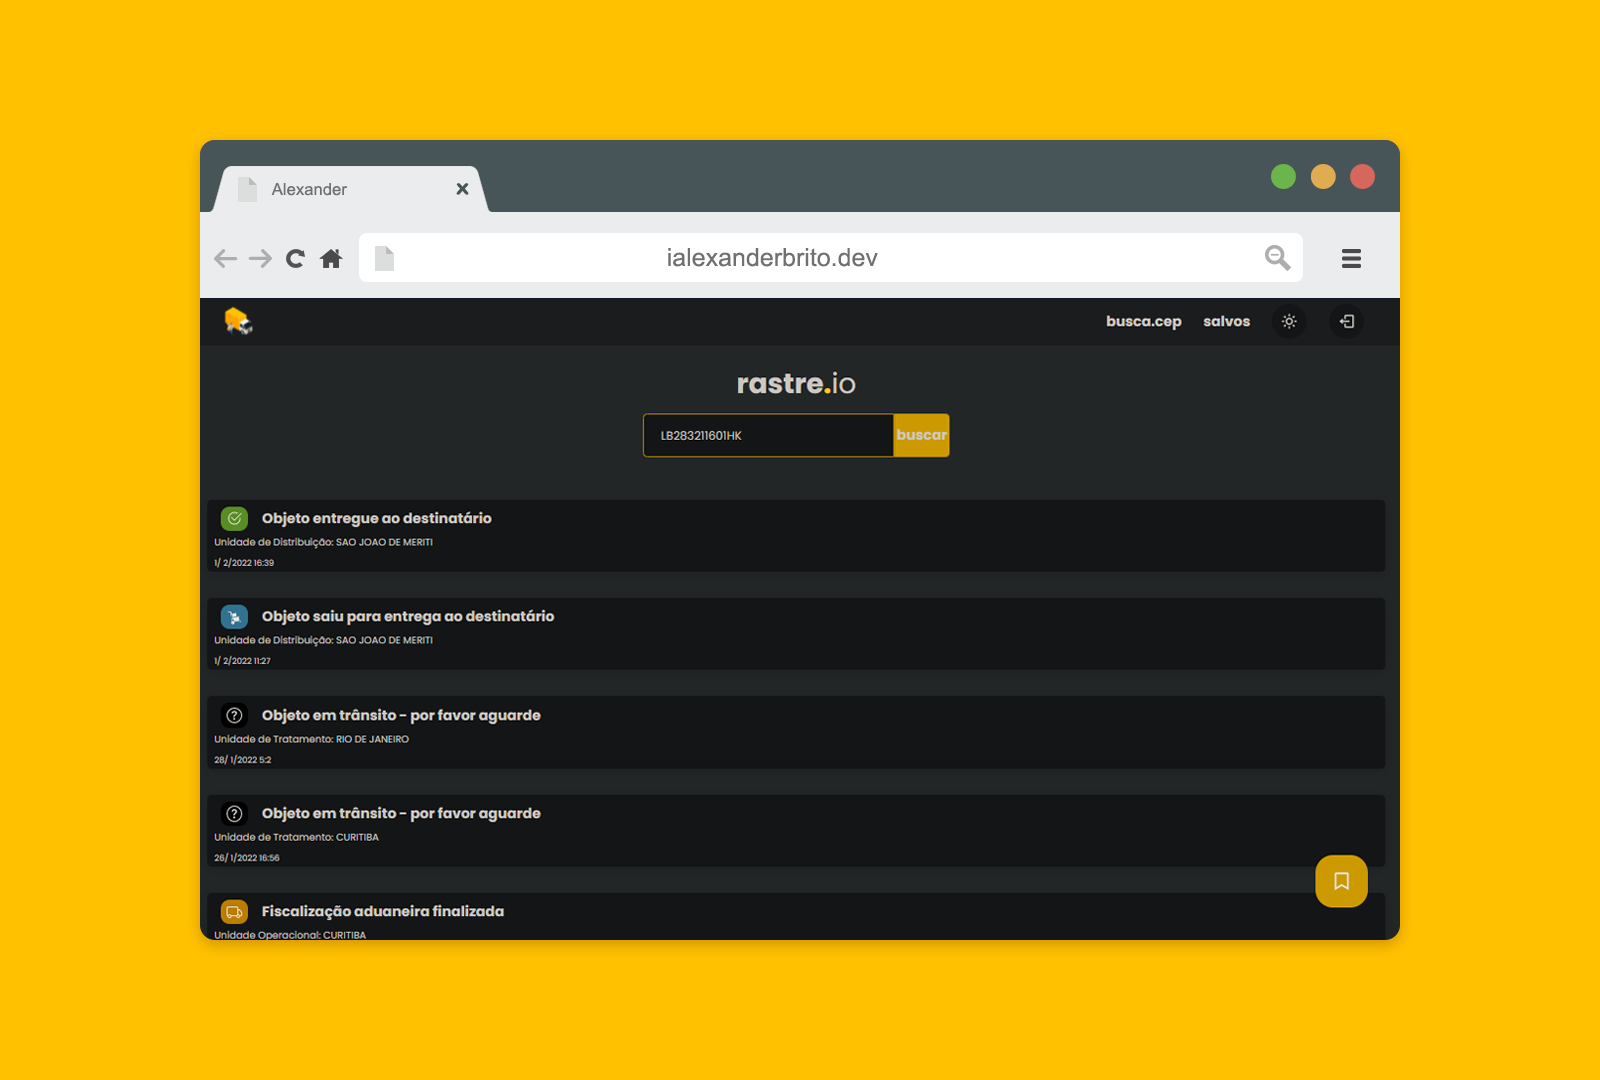 Alexander
ialexanderbrito.dev
busca.cep salvos
rastre.io
LB283211601HK buscar
Objeto entregue ao destinatário
Unidade de Distribuição: SAO JOAO DE MERITI
1/ 2/2022 16:39
Objeto saiu para entrega ao destinatário
Unidade de Distribuição: SAO JOAO DE MERITI
1/ 2/2022 11:27
Objeto em trânsito - por favor aguarde
Unidade de Tratamento: RIO DE JANEIRO
28/ 1/2022 5:2
Objeto em trânsito - por favor aguarde
Unidade de Tratamento: CURITIBA
26/ 1/2022 16:56
Fiscalização aduaneira finalizada
Unidade Operacional: CURITIBA